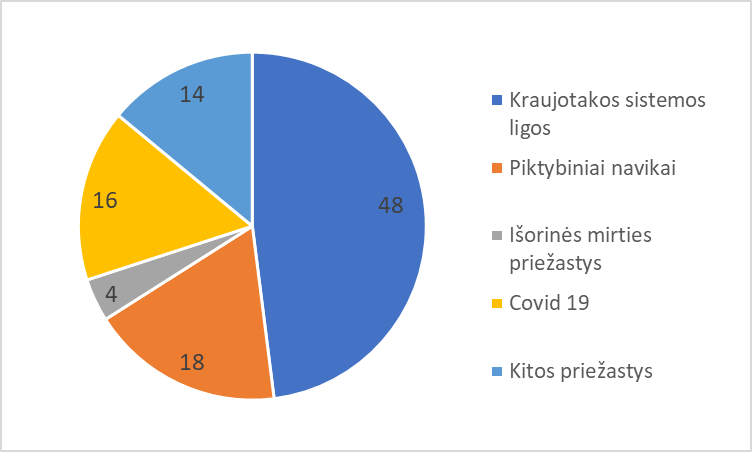 14
16
48
4
18
Kraujotakos sistemos
ligos
Piktybiniai navikai
Išorinės mirties
priežastys
Covid 19
Kitos priežastys